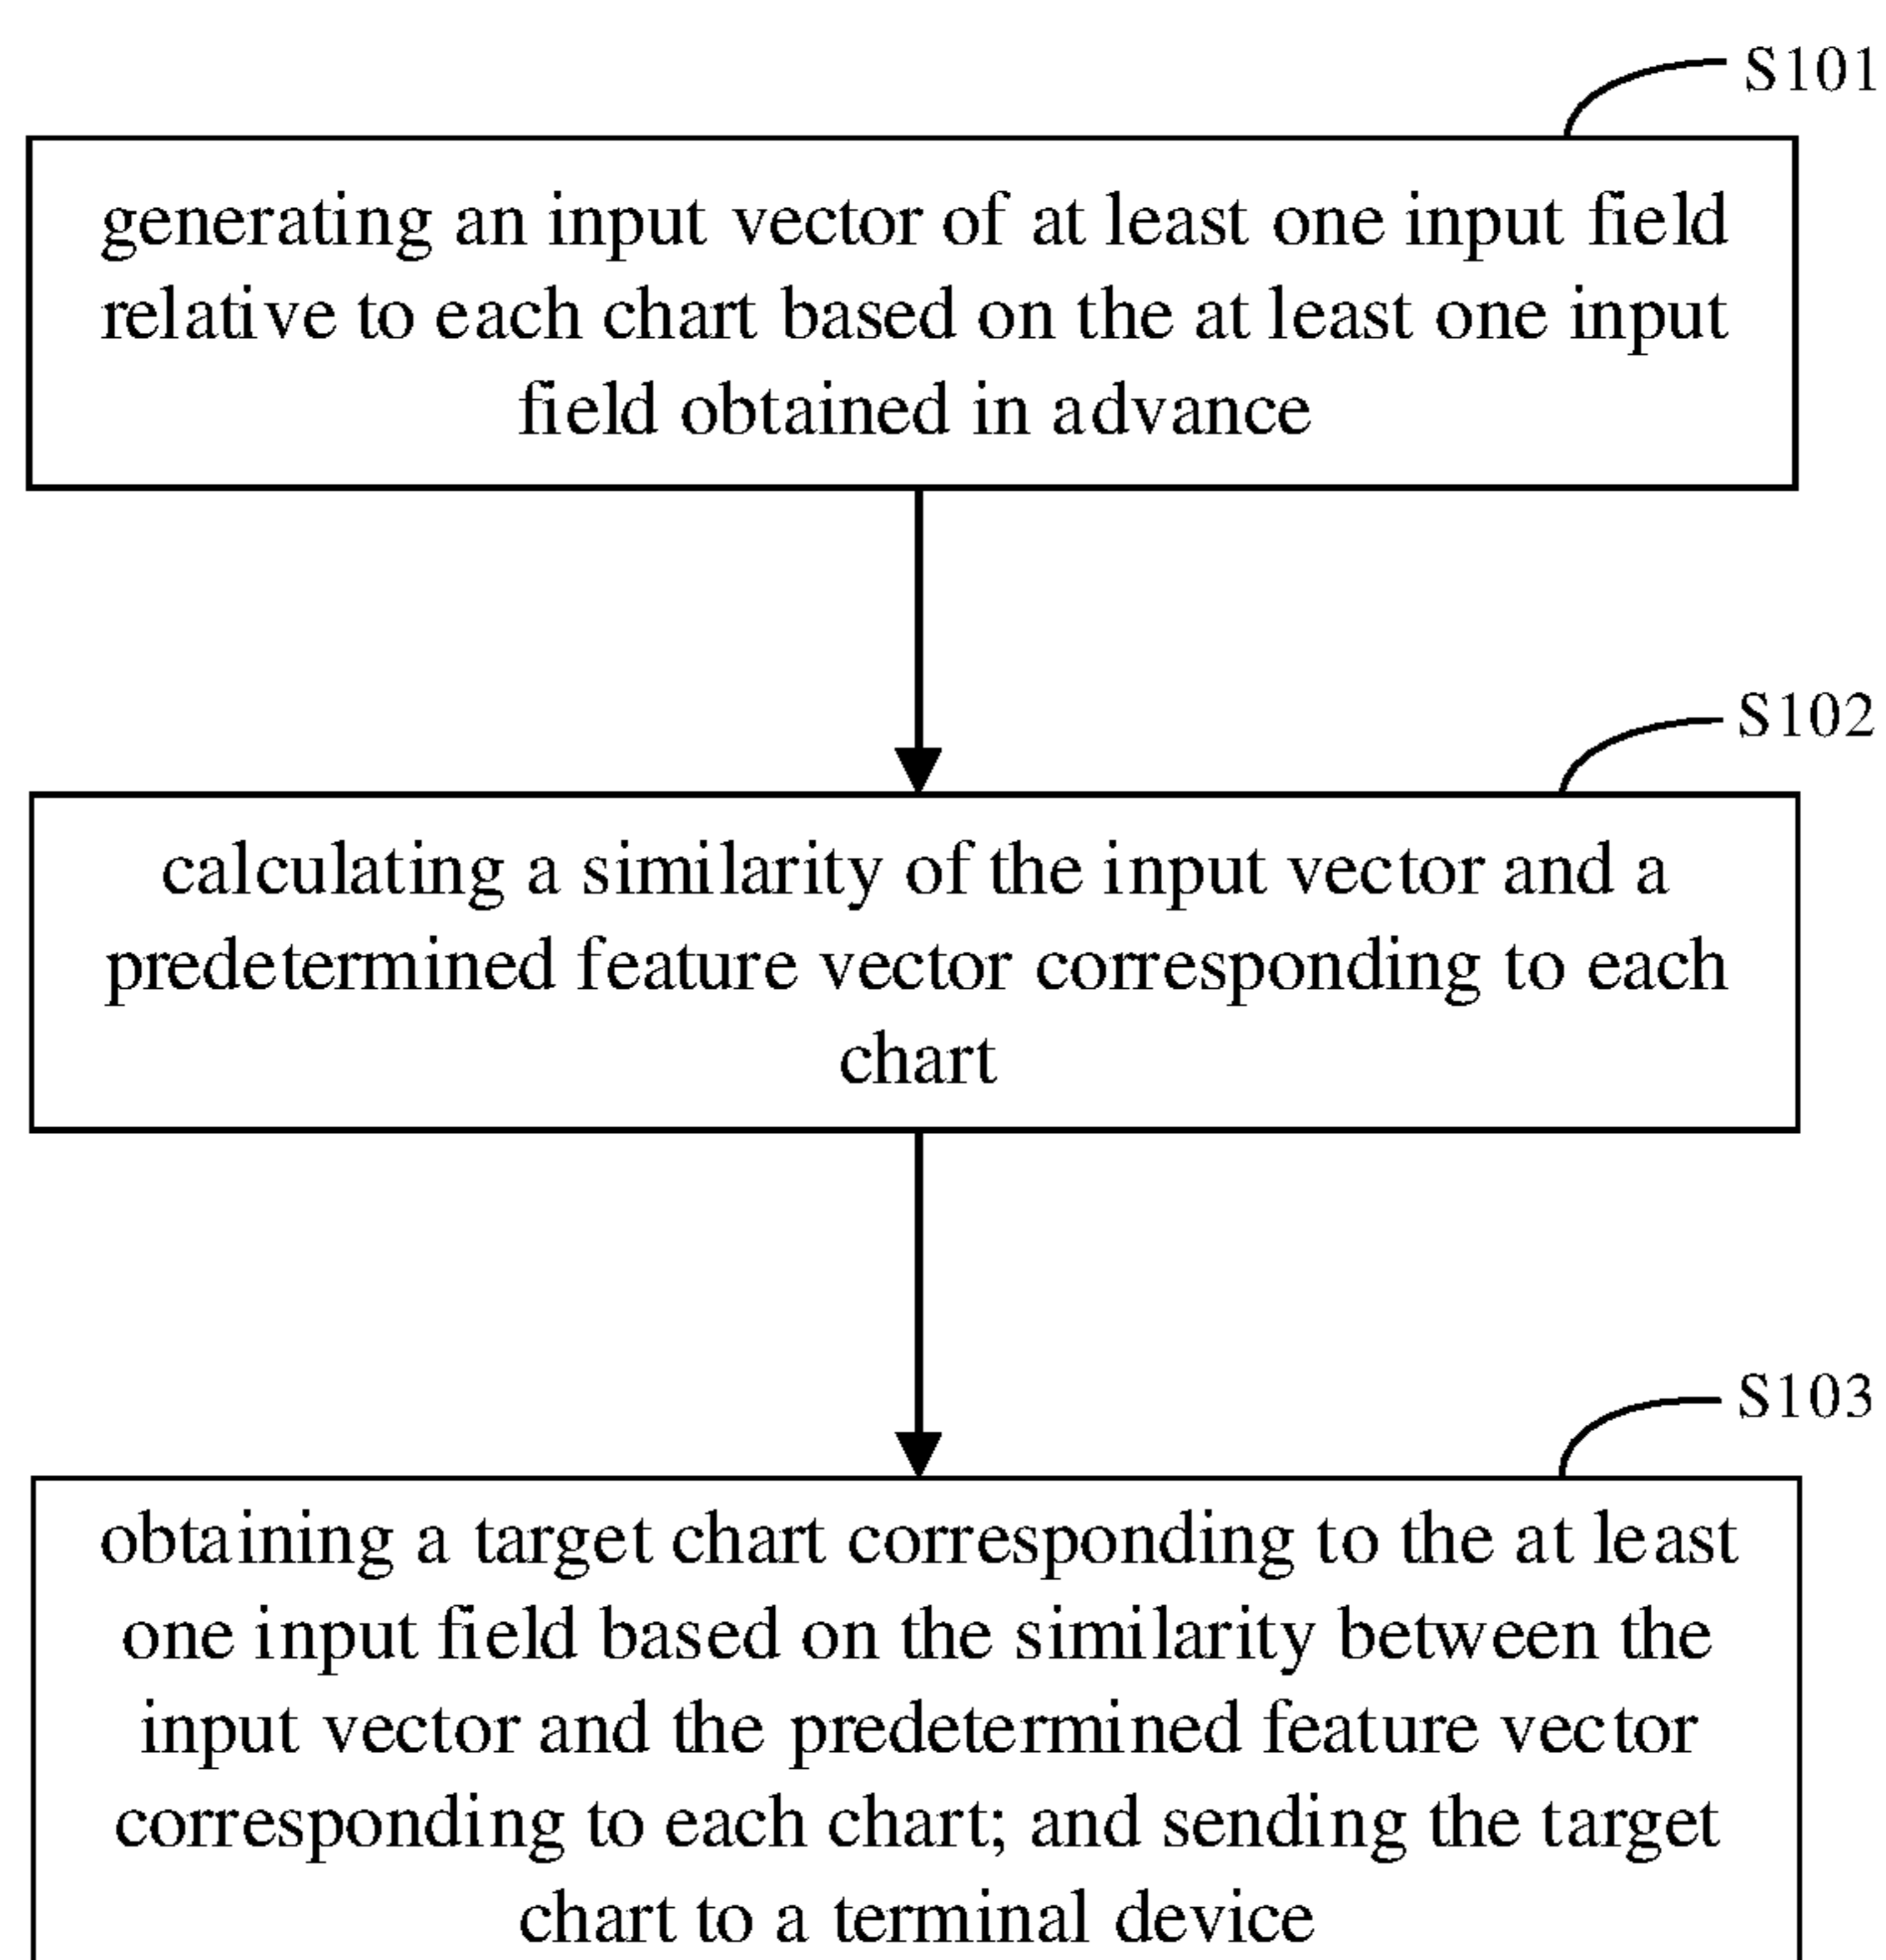 S101
generating an input vector of at least one input field
relative to each chart based on the at least one input
field obtained in advance
S102
calculating a similarity of the input vector and a
predetermined feature vector corresponding to each
chart
S103
obtaining a target chart corresponding to the at least
one input field based on the similarity between the
input vector and the predetermined feature vector
corresponding to each chart; and sending the target
chart to a terminal device